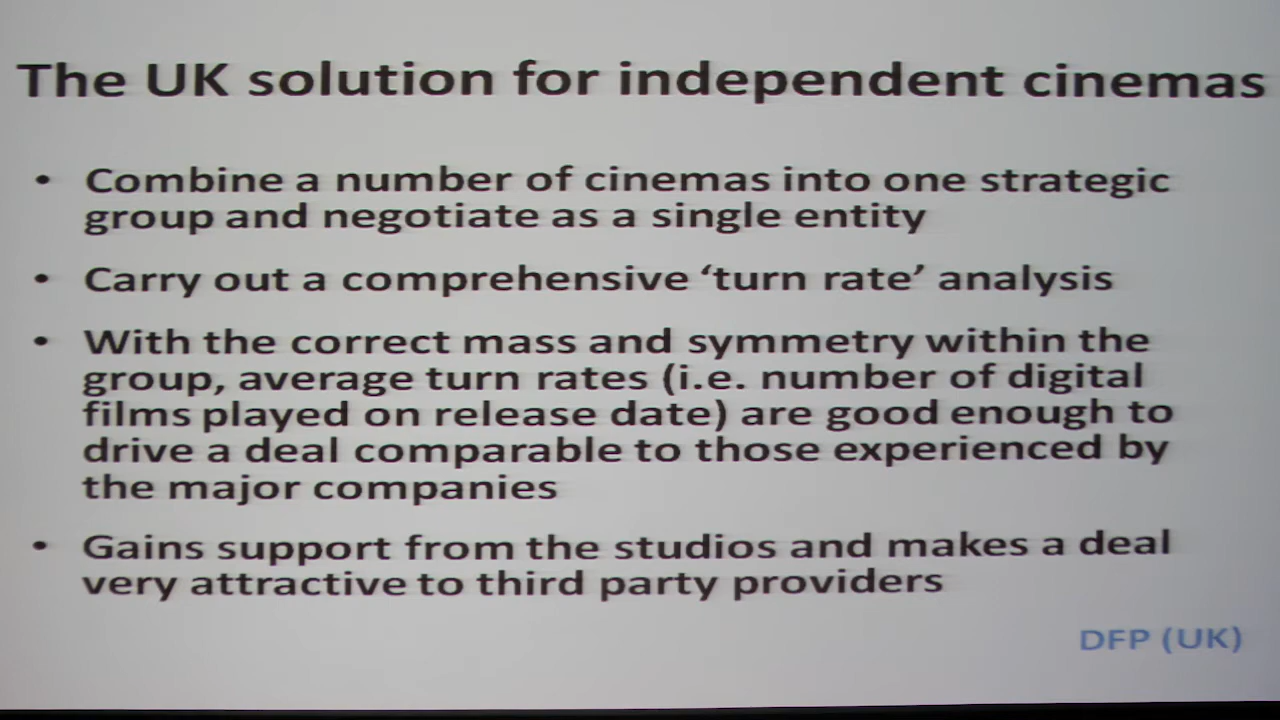 The UK solution for independent cinemas
• Combine a number of cinemas into one strategic
group and negotiate as a single entity
• Carry out a comprehensive ‘turn rate’ analysis
• With the correct mass and symmetry within the
group, average turn rates (i.e. number of digital
films played on release date) are good enough to
drive a deal comparable to those experienced by
the major companies
• Gains support from the studios and makes a deal
very attractive to third party providers
DFP (UK)